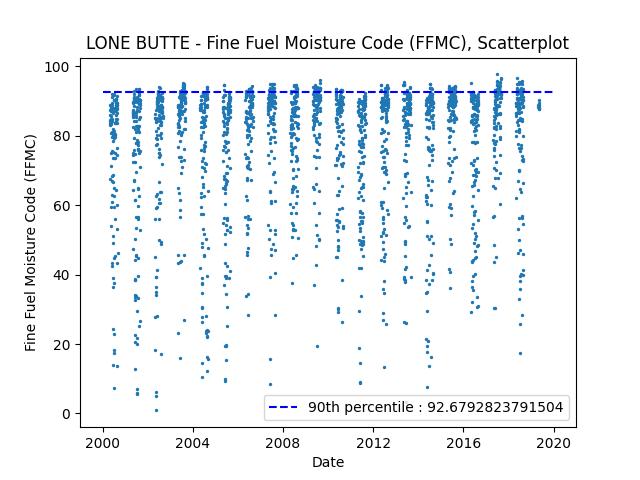 LONE BUTTE - Fine Fuel Moisture Code (FFMC), Scatterplot
100
80
60
40
20
0
Fine Fuel Moisture Code (FFMC)
90th percentile : 92.6792823791504
2000 2004 2008 2012 2016 2020
Date